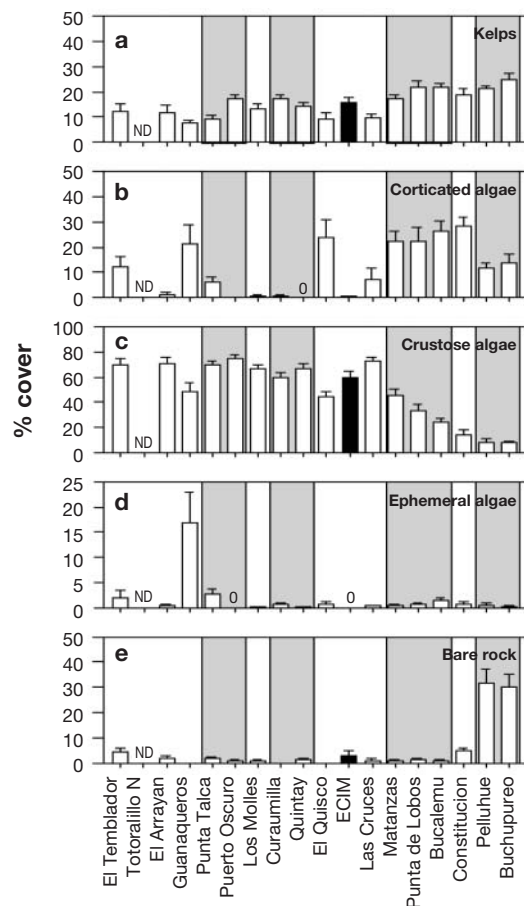 50
a
Kelps
40
30
20
10
ND
0
50
b
Corticated algae
40
30
20
10
ND
0
0
100
c
Crustose algae
80
60
40
20
ND
0
% cover
25
d
Ephemeral algae
20
15
10
5
ND
0
0
0
50
e
Bare rock
40
30
20
10
ND
0
El Temblador
Totoralillo N
El Arrayan
Guanaqueros
Punta Talca
Puerto Oscuro
Los Molles
Curaumilla
Quintay
El Quisco
ECIM
Las Cruces
Matanzas
Punta de Lobos
Bucalemu
Constitucion
Pelluhue
Buchupureo